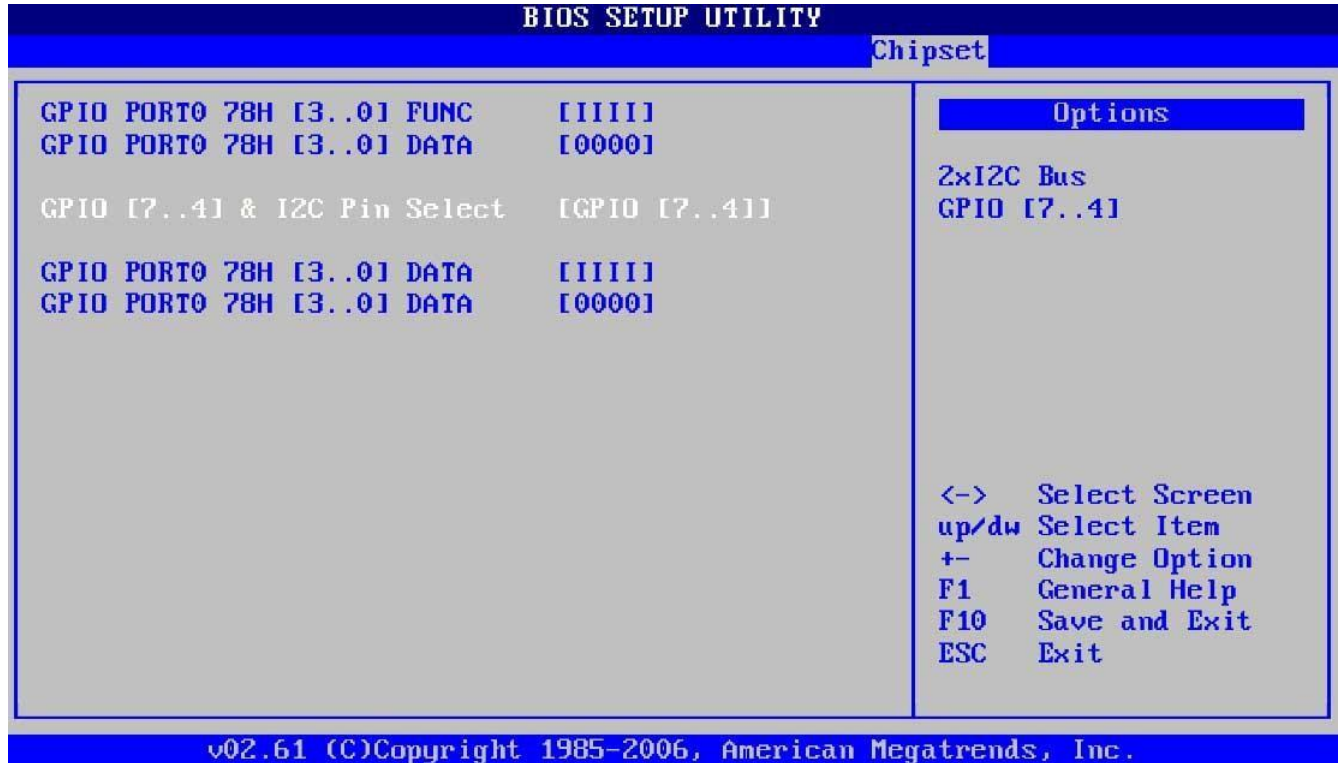 BIOS SETUP UTILITY
Chipset
GPIO PORT0 78H [3..0] FUNC [IIII]
GPIO PORT0 78H [3..0] DATA [0000]
GPIO [7..4] & I2C Pin Select [GPIO [7..4]]
GPIO PORT0 78H [3..0] DATA [IIII]
GPIO PORT0 78H [3..0] DATA [0000]
Options
2xI2C Bus
GPIO [7..4]
<-> Select Screen
up/dw Select Item
+- Change Option
F1 General Help
F10 Save and Exit
ESC Exit
v02.61 (C)Copyright 1985-2006, American Megatrends, Inc.